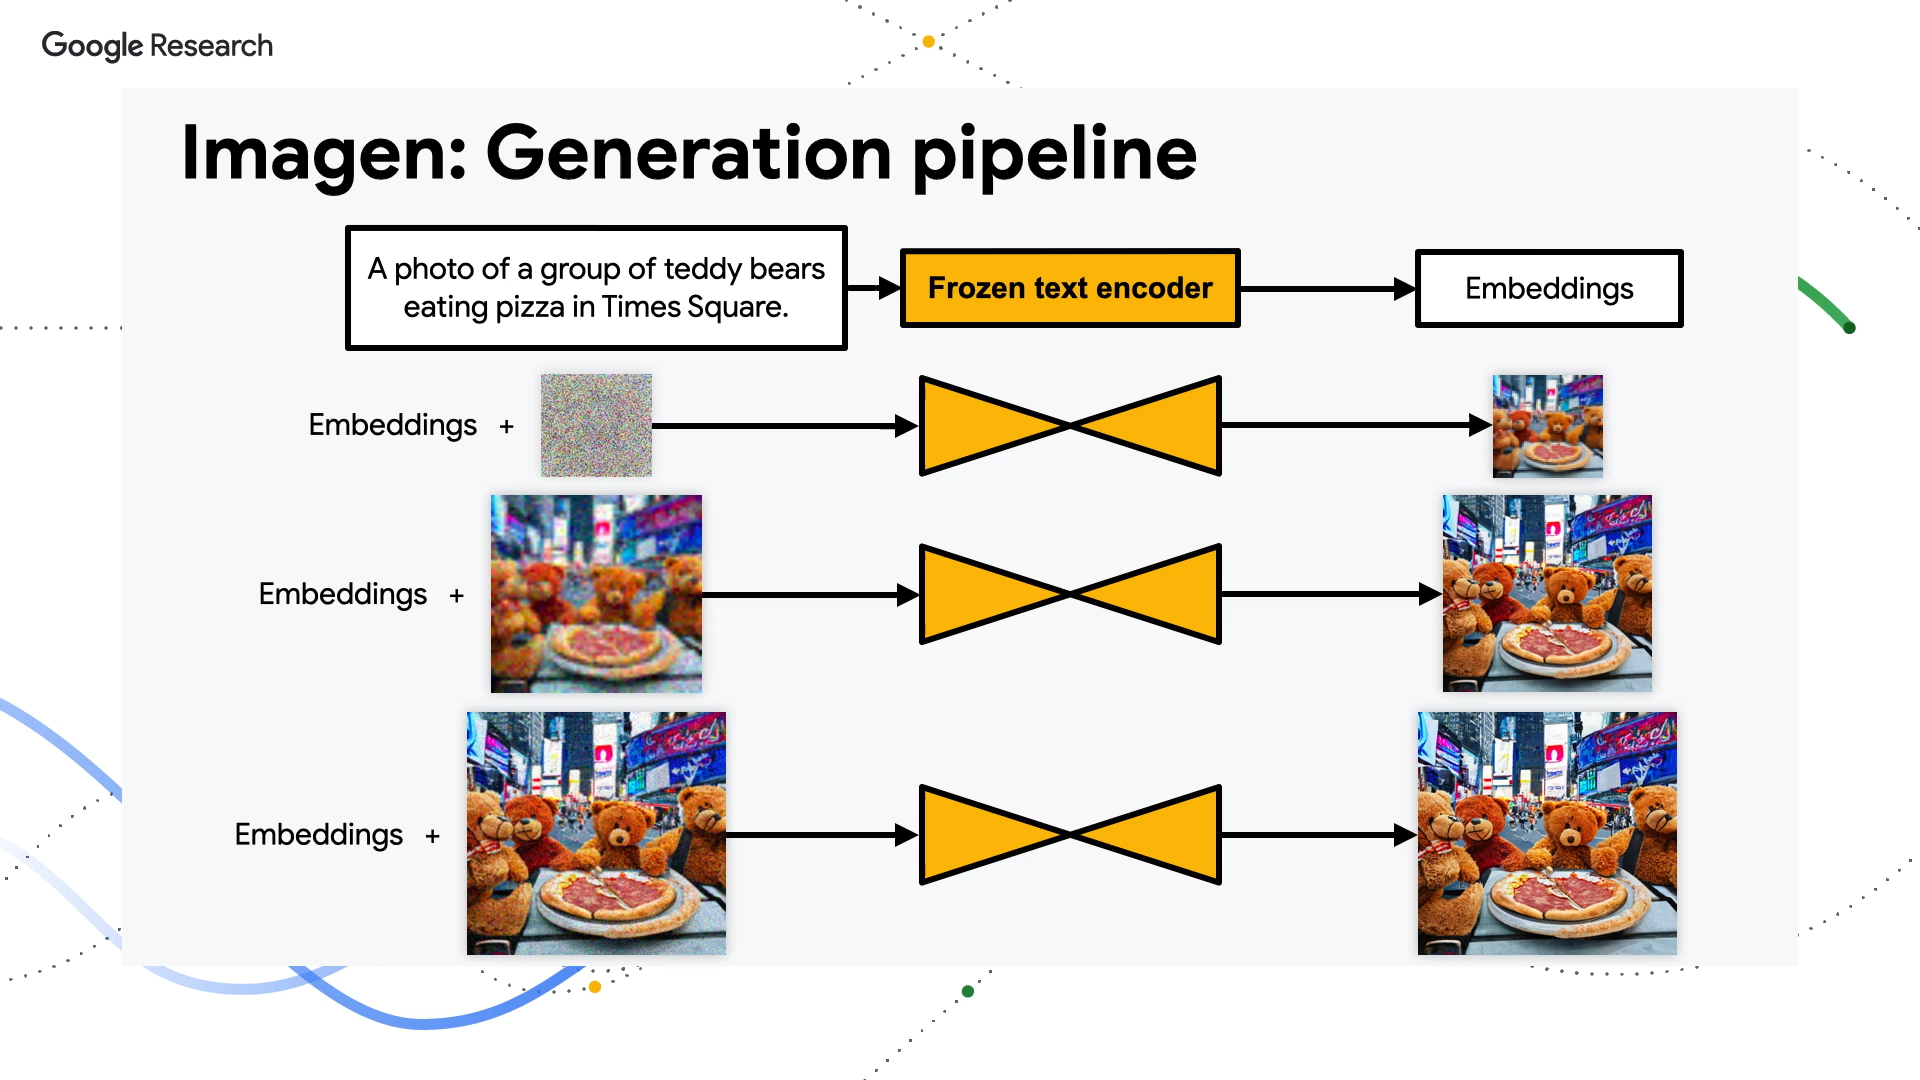 Google Research
Imagen: Generation pipeline
A photo of a group of teddy bears
eating pizza in Times Square.
Frozen text encoder
Embeddings
Embeddings +
Embeddings +
Embeddings +